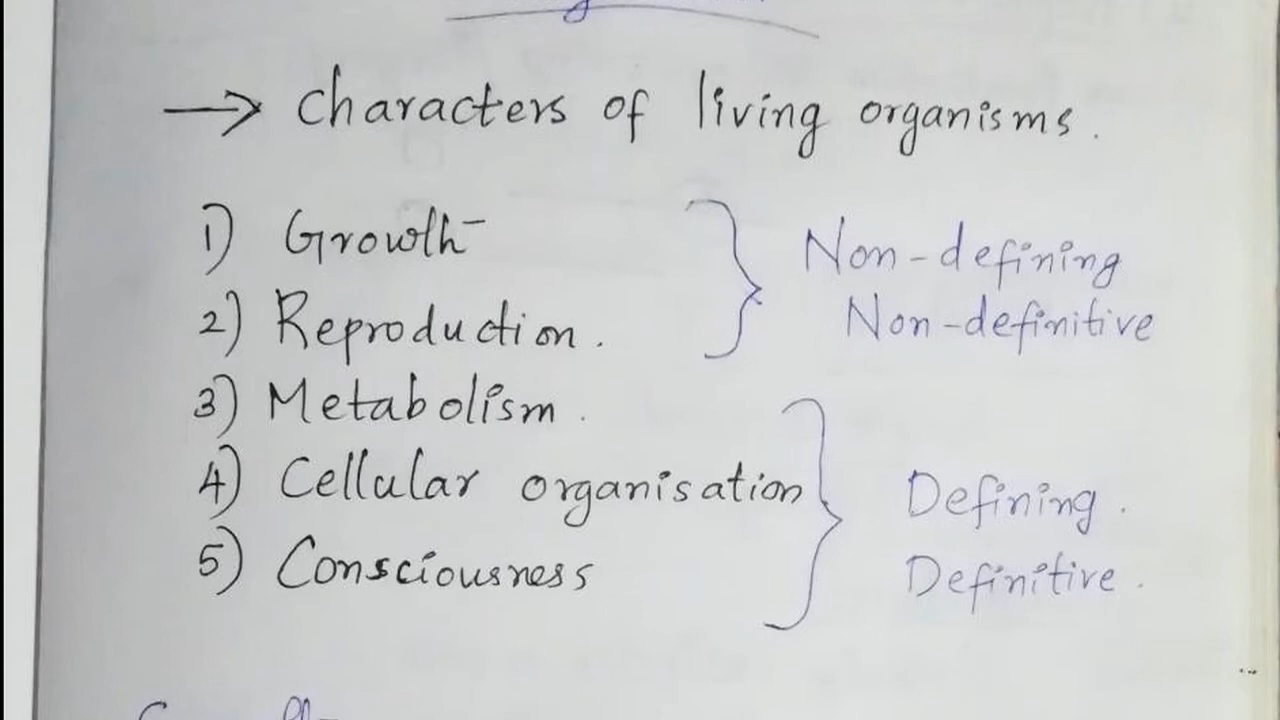 → Characters of living organisms.
1) Growth
2) Reproduction.
Non-defining
Non-definitive
3) Metabolism.
4) Cellular organisation
5) Consciousness
Defining.
Definitive.